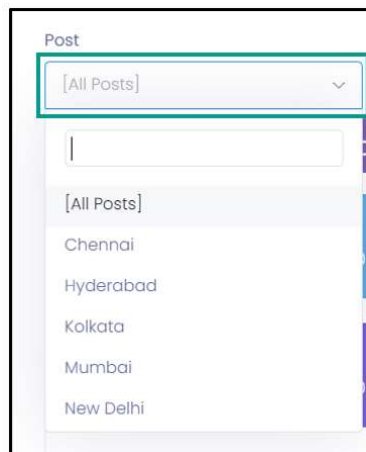 Post
[All Posts]
[All Posts]
Chennai
Hyderabad
Kolkata
Mumbai
New Delhi